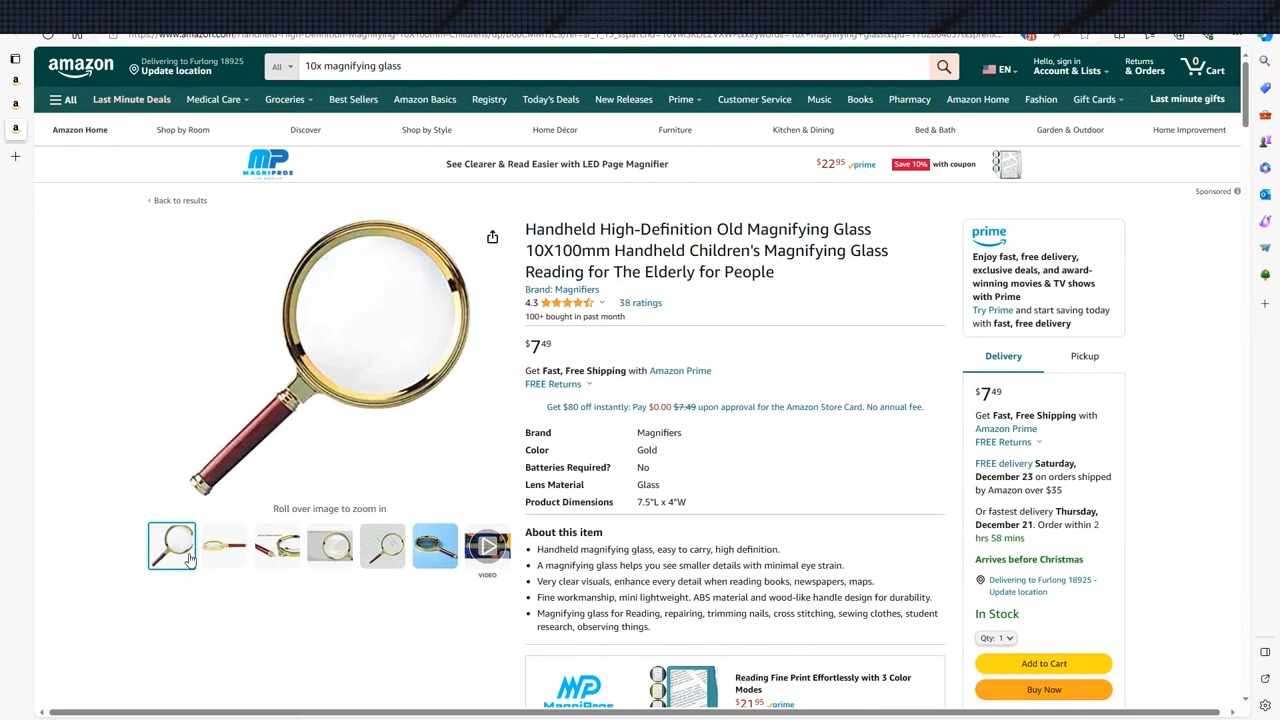 amazon
Delivering to Furlong 18925
Update location
All
10x magnifying glass
EN
Hello, sign in
Account & Lists
Returns
& Orders
0
Cart
All
Last Minute Deals
Medical Care
Groceries
Best Sellers
Amazon Basics
Registry
Today's Deals
New Releases
Prime
Customer Service
Music
Books
Pharmacy
Amazon Home
Fashion
Gift Cards
Last minute gifts
Amazon Home
Shop by Room
Discover
Shop by Style
Home Décor
Furniture
Kitchen & Dining
Bed & Bath
Garden & Outdoor
Home Improvement
MP
MAGNIPROS
See Clearer & Read Easier with LED Page Magnifier
$22.95 prime
Save 10% with coupon
Sponsored
‹ Back to results
Handheld High-Definition Old Magnifying Glass
10X100mm Handheld Children's Magnifying Glass
Reading for The Elderly for People
Brand: Magnifiers
4.3
38 ratings
100+ bought in past month
$7 49
Get Fast, Free Shipping with Amazon Prime
FREE Returns
Get $80 off instantly: Pay $0.00 $7.49 upon approval for the Amazon Store Card. No annual fee.
Brand Magnifiers
Color Gold
Batteries Required? No
Lens Material Glass
Product Dimensions 7.5"L x 4"W
Roll over image to zoom in
VIDEO
About this item
• Handheld magnifying glass, easy to carry, high definition.
• A magnifying glass helps you see smaller details with minimal eye strain.
• Very clear visuals, enhance every detail when reading books, newspapers, maps.
• Fine workmanship, mini lightweight. ABS material and wood-like handle design for durability.
• Magnifying glass for Reading, repairing, trimming nails, cross stitching, sewing clothes, student
research, observing things.
MP
Reading Fine Print Effortlessly with 3 Color
Modes
$21.95 prime
prime
Enjoy fast, free delivery,
exclusive deals, and award-
winning movies & TV shows
with Prime
Try Prime and start saving today
with fast, free delivery
Delivery
Pickup
$7 49
Get Fast, Free Shipping with
Amazon Prime
FREE Returns
FREE delivery Saturday,
December 23 on orders shipped
by Amazon over $35
Or fastest delivery Thursday,
December 21. Order within 2
hrs 58 mins
Arrives before Christmas
Delivering to Furlong 18925 -
Update location
In Stock
Qty: 1
Add to Cart
Buy Now